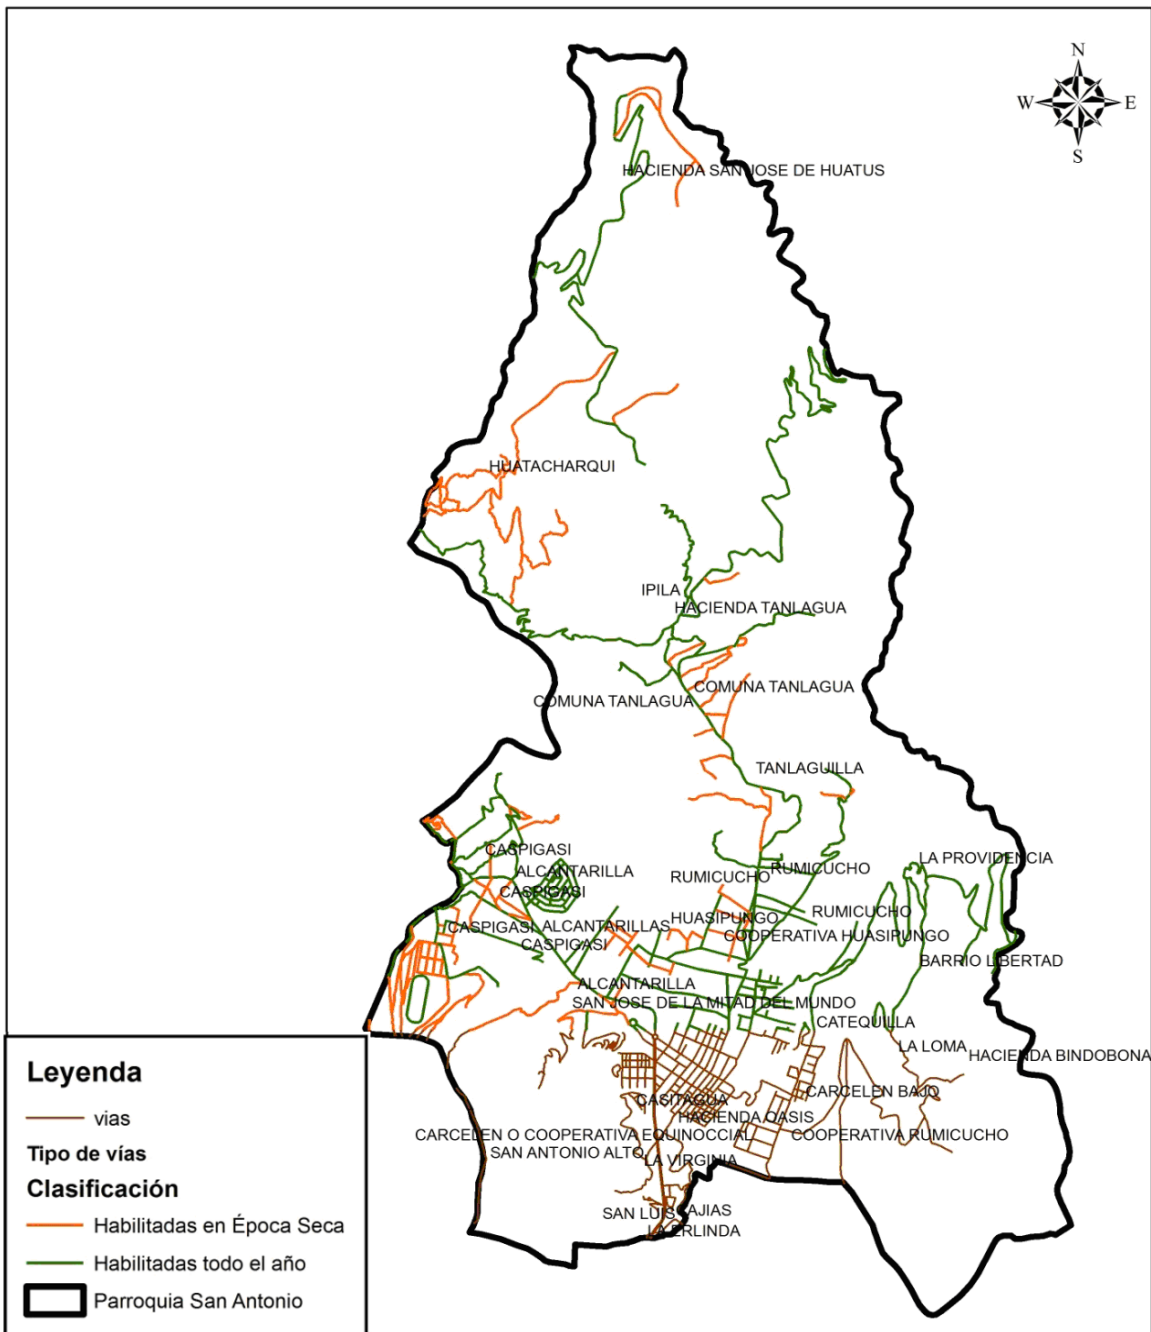 N
W E
S
HACIENDA SAN JOSE DE HUATUS
HUATACHARQUI
IPILA
HACIENDA TANLAGUA
COMUNA TANLAGUA
COMUNA TANLAGUA
TANLAGUILLA
CASPIGASI
LA PROVIDENCIA
ALCANTARILLA
RUMICUCHO
RUMICUCHO
CASPIGASI
RUMICUCHO
HUASIPUNGO
CASPIGASI
ALCANTARILLAS
COOPERATIVA HUASIPUNGO
CASPIGASI
BARRIO LIBERTAD
ALCANTARILLA
SAN JOSE DE LA MITAD DEL MUNDO
CATEQUILLA
LA LOMA
HACIENDA BINDOBONA
CARCELEN BAJO
CASITAGUA
HACIENDA OASIS
CARCELEN O COOPERATIVA EQUINOCCIAL
COOPERATIVA RUMICUCHO
SAN ANTONIO ALTO
LA VIRGINIA
SAN LUIS
CAJIAS
LA ERLINDA
Leyenda
vias
Tipo de vías
Clasificación
Habilitadas en Época Seca
Habilitadas todo el año
Parroquia San Antonio